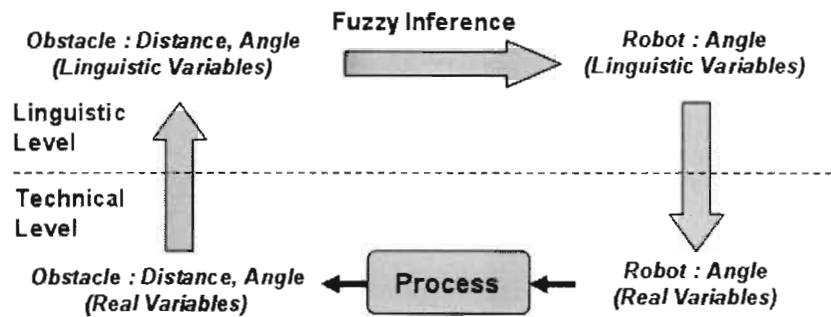 Fuzzy Inference
Obstacle : Distance, Angle
(Linguistic Variables)
Robot : Angle
(Linguistic Variables)
Linguistic
Level
Technical
Level
Obstacle : Distance, Angle
(Real Variables)
Process
Robot : Angle
(Real Variables)